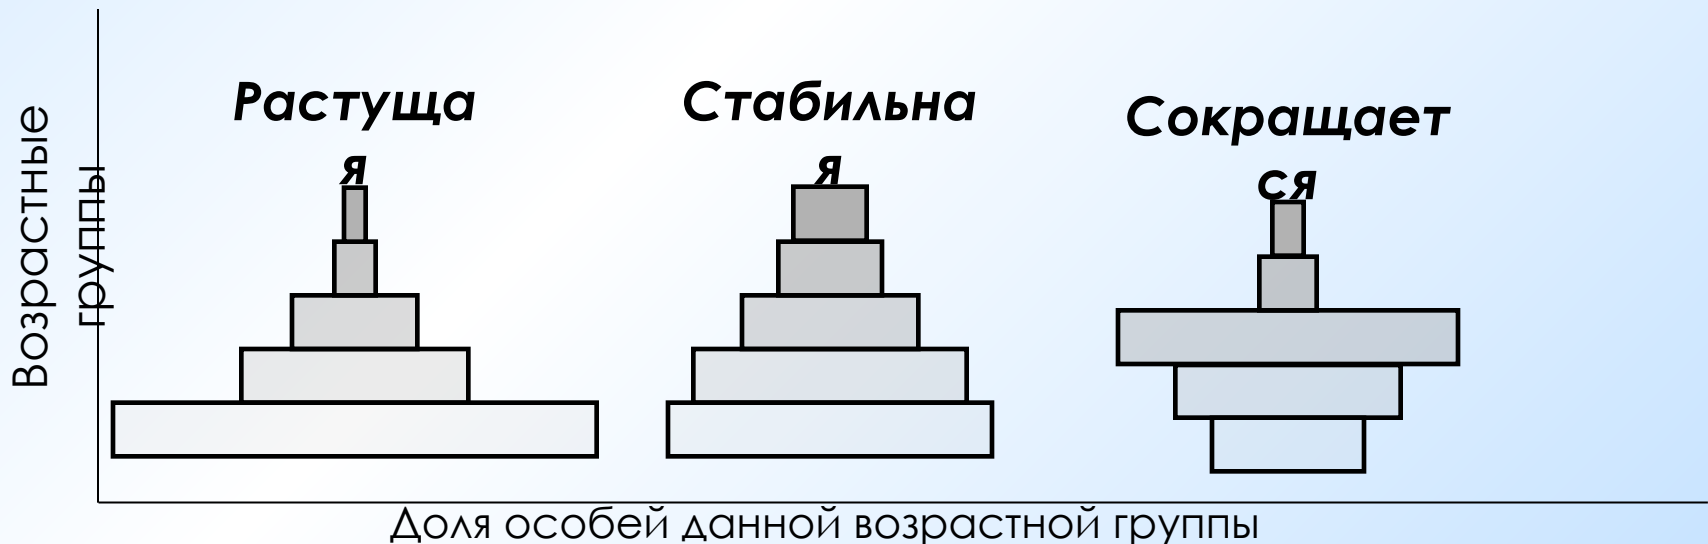 Возрастные
группы
Растуща
я
Стабильна
я
Сокращает
ся
Доля особей данной возрастной группы